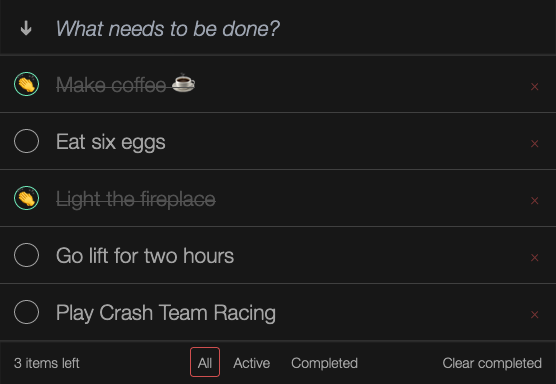 What needs to be done?
Make coffee ☕
×
Eat six eggs
×
Light the fireplace
×
Go lift for two hours
×
Play Crash Team Racing
×
3 items left
All
Active
Completed
Clear completed